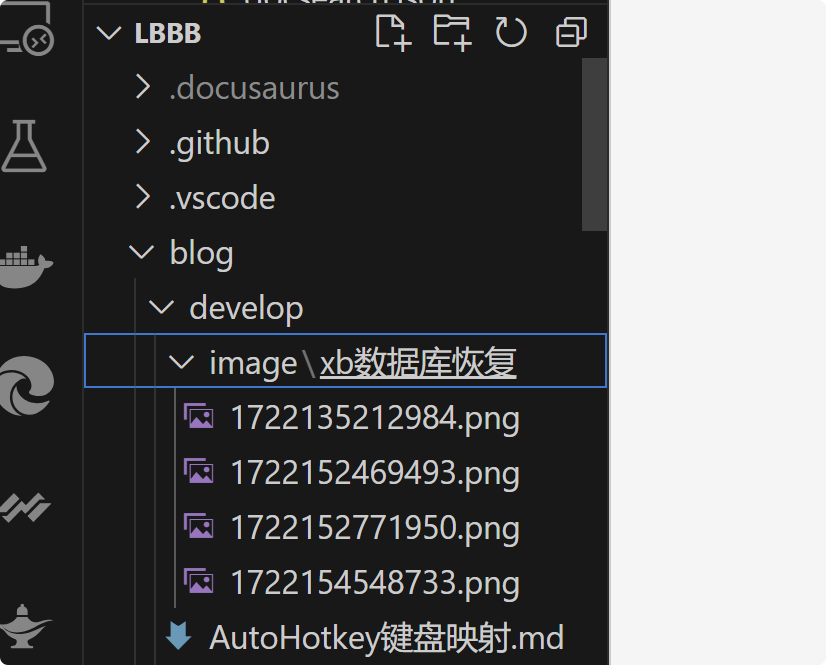 LBBB
.docusaurus
.github
.vscode
blog
develop
image\xb数据库恢复
1722135212984.png
1722152469493.png
1722152771950.png
1722154548733.png
AutoHotkey键盘映射.md